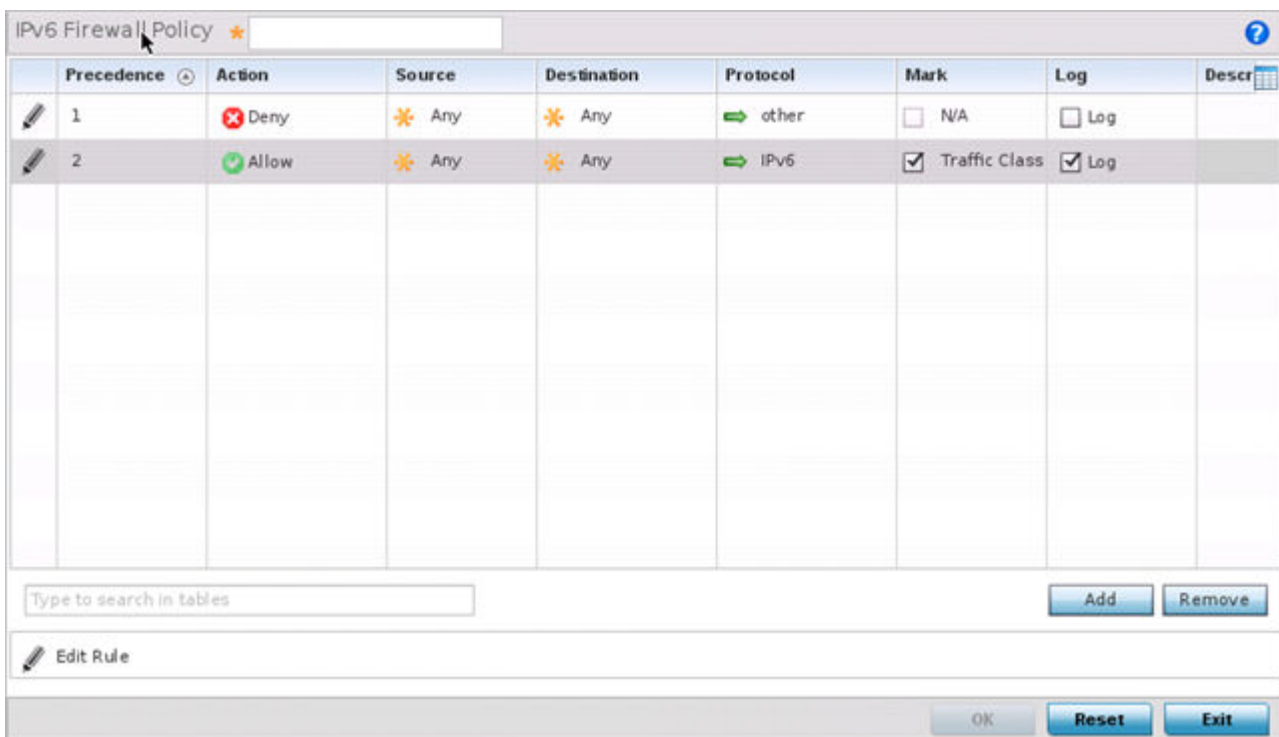 IPv6 Firewall Policy
Precedence Action Source Destination Protocol Mark Log Descr
1 Deny Any Any other N/A Log
2 Allow Any Any IPv6 Traffic Class Log
Type to search in tables Add Remove
Edit Rule
OK Reset Exit